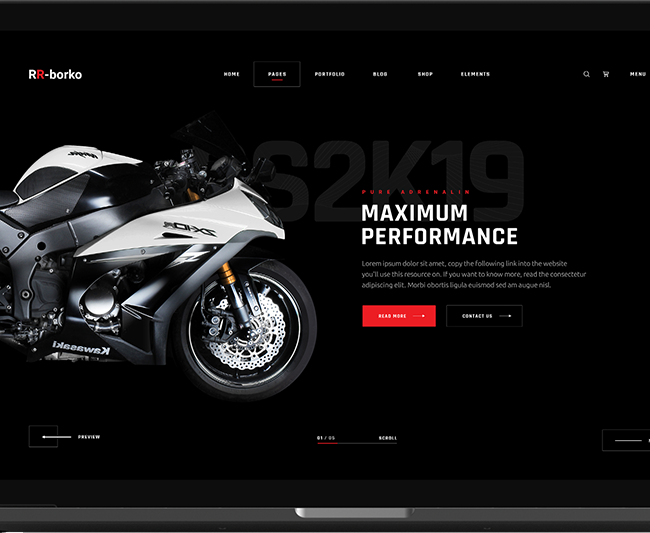 RR-borko
HOME PAGES PORTFOLIO BLOG SHOP ELEMENTS MENU
S2K19
PURE ADRENALIN
MAXIMUM
PERFORMANCE
Lorem ipsum dolor sit amet, copy the following link into the website
you'll use this resource on. If you want to know more, read the consectetur
adipiscing elit. Morbi obortis ligula euismod sed am augue nisl.
READ MORE CONTACT US
Ninja
ZX-10R
Kawasaki
PREVIEW 01 / 05 SCROLL